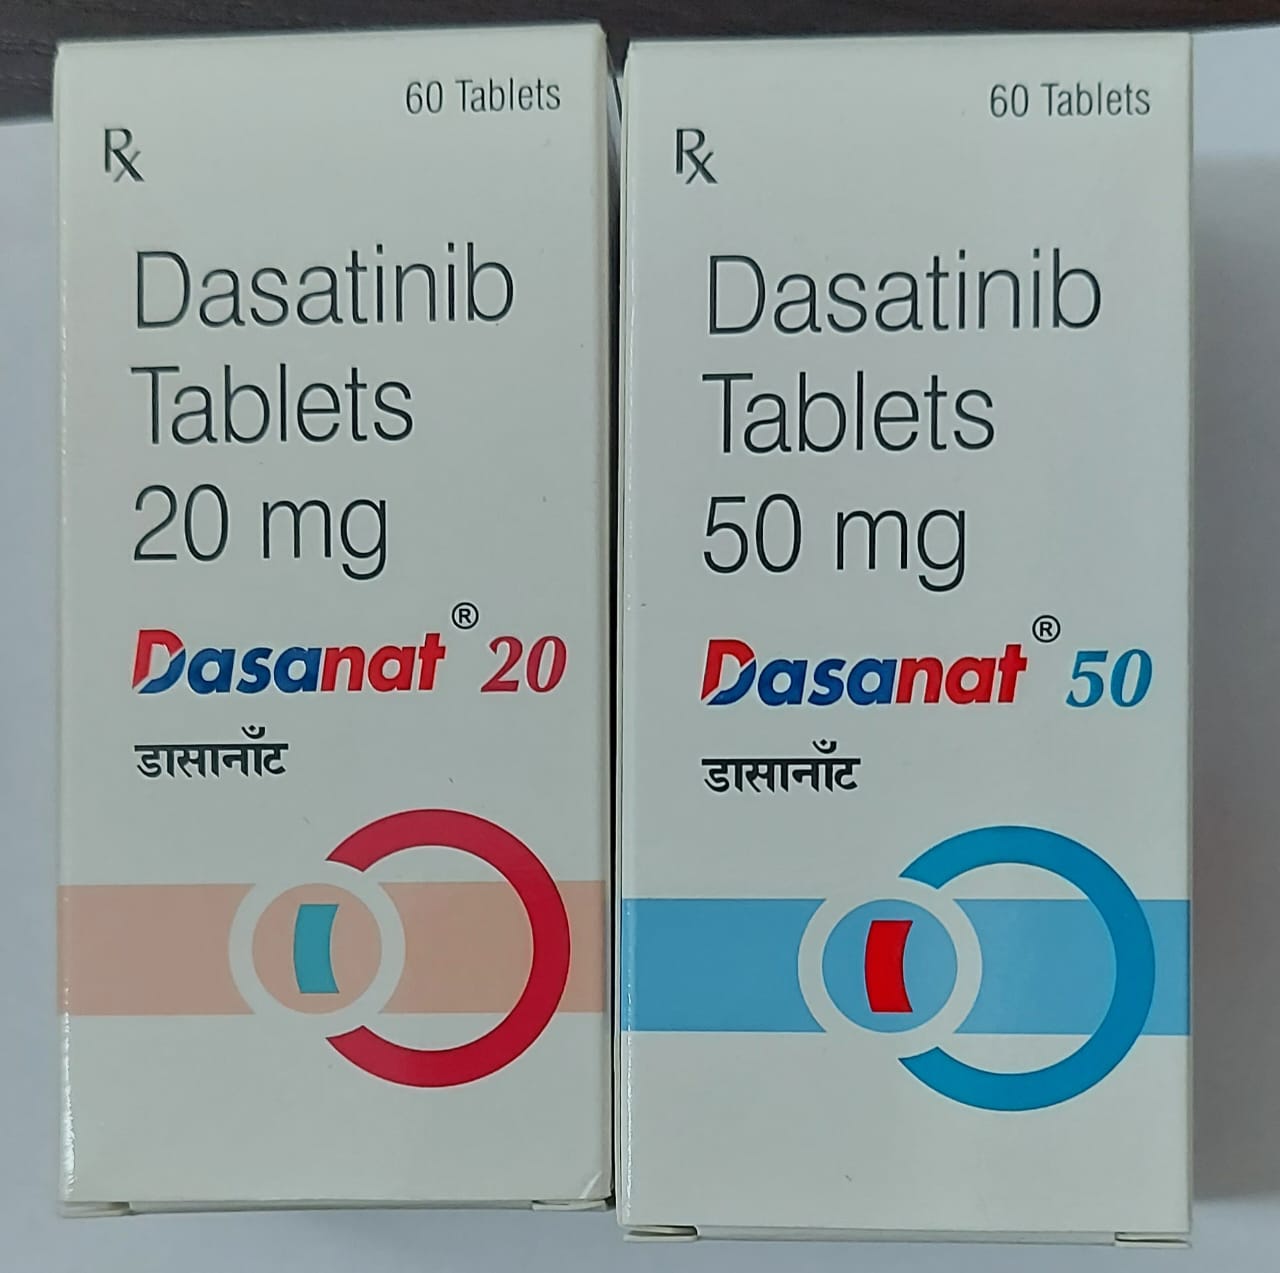 60 Tablets
Rx
Dasatinib
Tablets
20 mg
Dasanat® 20
डासानॅंट
60 Tablets
Rx
Dasatinib
Tablets
50 mg
Dasanat® 50
डासानॅंट